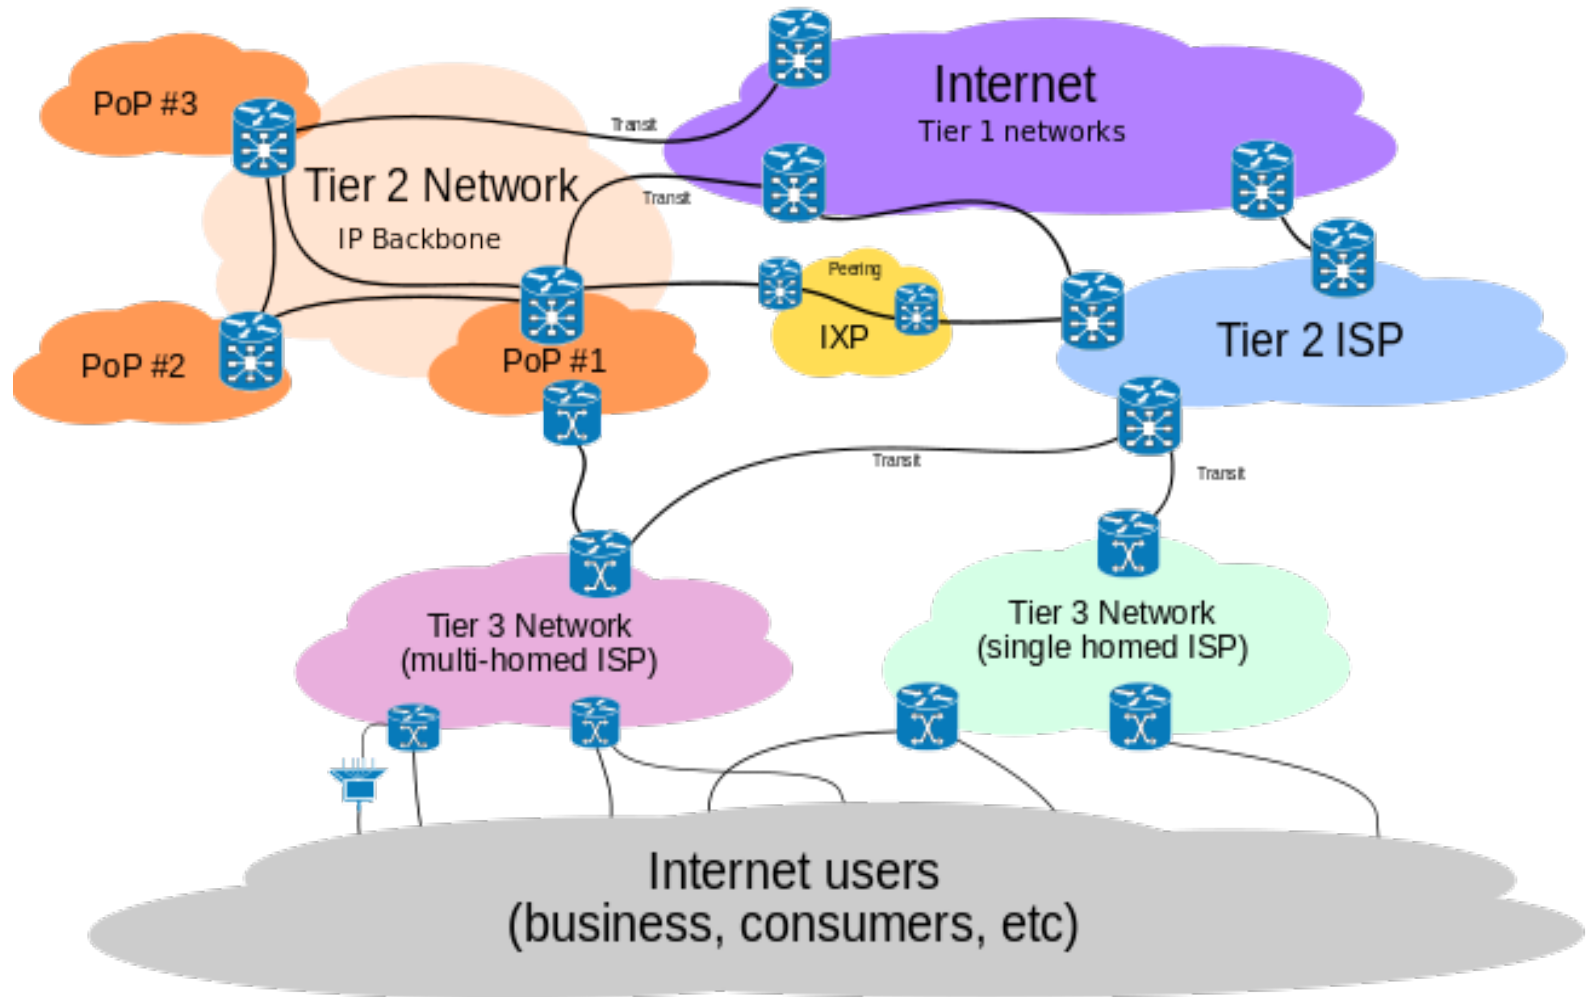 PoP #3
Transit
Internet
Tier 1 networks
Tier 2 Network
IP Backbone
Transit
Peering
IXP
Tier 2 ISP
PoP #2
PoP #1
Transit
Transit
Tier 3 Network
(multi-homed ISP)
Tier 3 Network
(single homed ISP)
Internet users
(business, consumers, etc)